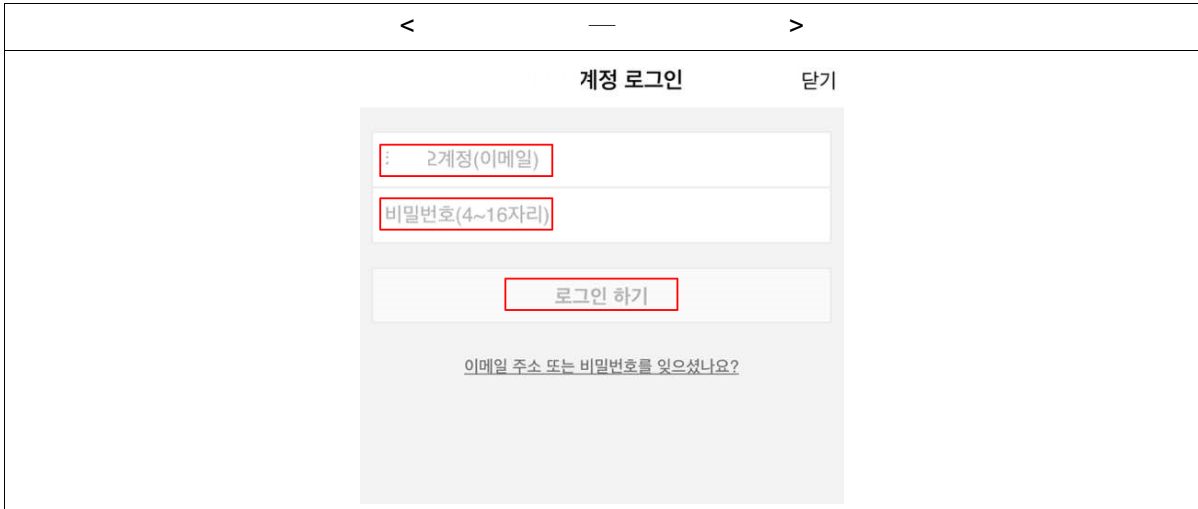 < — >
계정 로그인 닫기
계정(이메일)
비밀번호(4~16자리)
로그인 하기
이메일 주소 또는 비밀번호를 잊으셨나요?